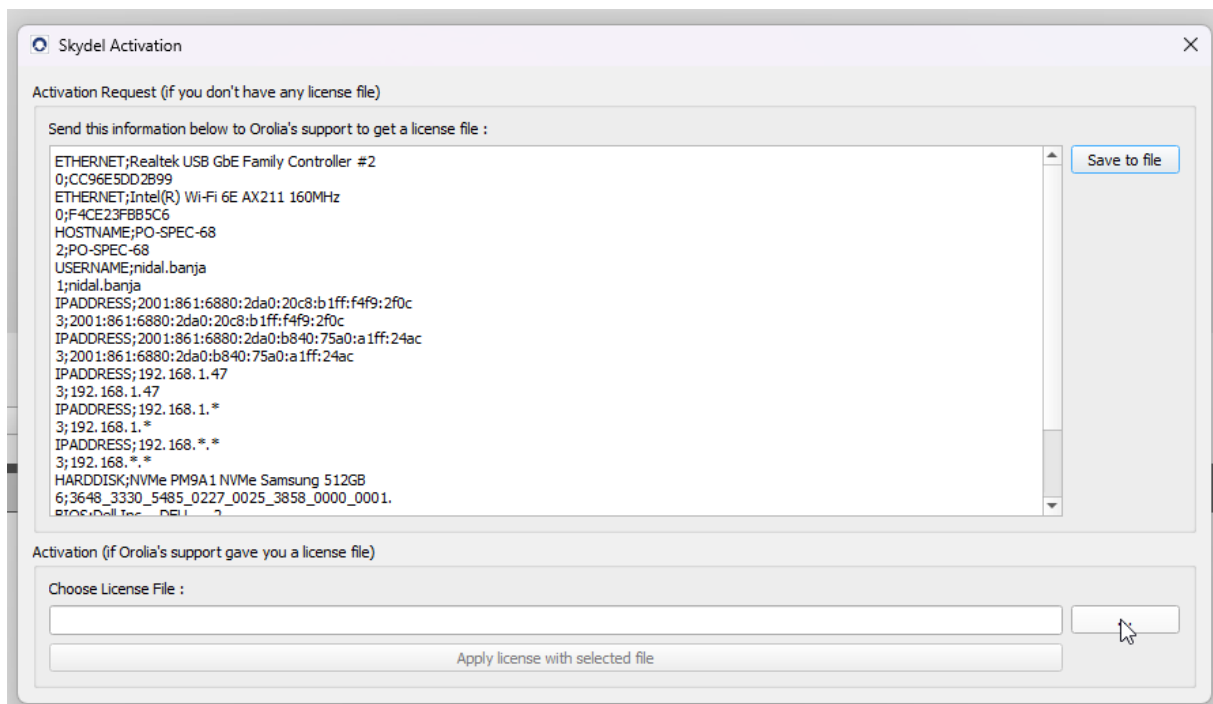 Skydel Activation
Activation Request (if you don't have any license file)
Send this information below to Orolia's support to get a license file :
ETHERNET;Realtek USB GbE Family Controller #2
0;CC96E5DD2B99
ETHERNET;Intel(R) Wi-Fi 6E AX211 160MHz
0;F4CE23FBB5C6
HOSTNAME;PO-SPEC-68
2;PO-SPEC-68
USERNAME;nidal.banja
1;nidal.banja
IPADDRESS;2001:861:6880:2da0:20c8:b1ff:f4f9:2f0c
3;2001:861:6880:2da0:20c8:b1ff:f4f9:2f0c
IPADDRESS;2001:861:6880:2da0:b840:75a0:a1ff:24ac
3;2001:861:6880:2da0:b840:75a0:a1ff:24ac
IPADDRESS;192.168.1.47
3;192.168.1.47
IPADDRESS;192.168.1.*
3;192.168.1.*
IPADDRESS;192.168.*.*
3;192.168.*.*
HARDDISK;NVMe PM9A1 NVMe Samsung 512GB
6;3648_3330_5485_0227_0025_3858_0000_0001.
Save to file
Activation (if Orolia's support gave you a license file)
Choose License File :
Apply license with selected file